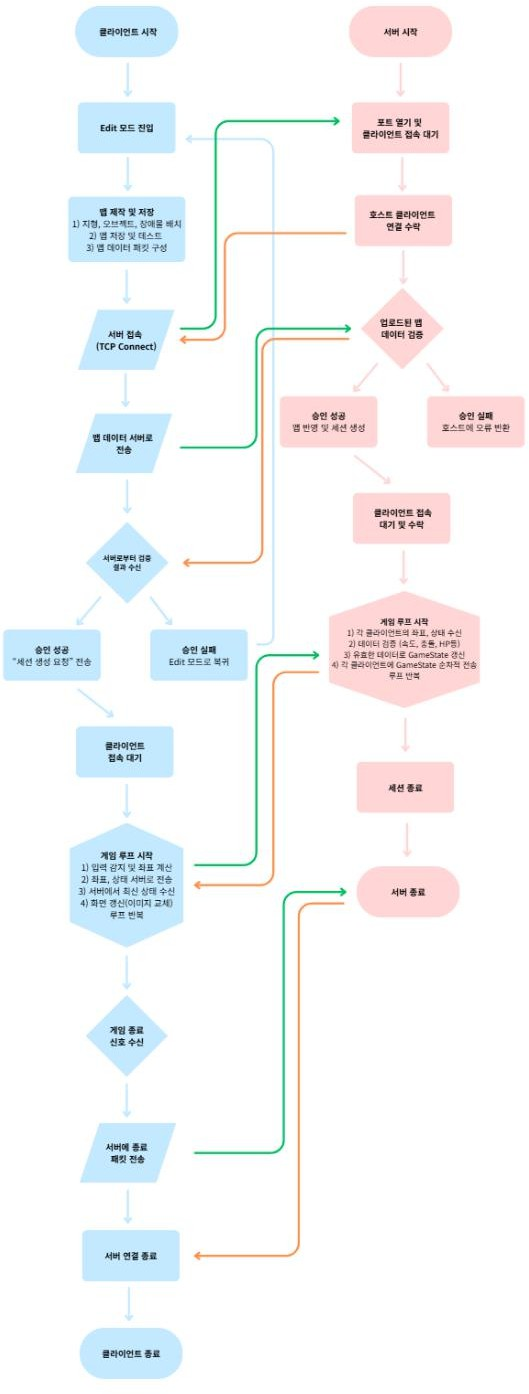 클라이언트 시작
Edit 모드 진입
맵 제작 및 저장
1) 지형, 오브젝트, 장애물 배치
2) 맵 저장 및 테스트
3) 맵 데이터 패킷 구성
서버 접속
(TCP Connect)
맵 데이터 서버로
전송
서버로부터 검증
결과 수신
승인 성공
“세션 생성 요청” 전송
승인 실패
Edit 모드로 복귀
클라이언트
접속 대기
게임 루프 시작
1) 입력 감지 및 좌표 계산
2) 좌표, 상태 서버로 전송
3) 서버에서 최신 상태 수신
4) 화면 갱신(이미지 교체)
루프 반복
게임 종료
신호 수신
서버에 종료
패킷 전송
서버 연결 종료
클라이언트 종료
서버 시작
포트 열기 및
클라이언트 접속 대기
호스트 클라이언트
연결 수락
업로드된 맵
데이터 검증
승인 성공
맵 반영 및 세션 생성
승인 실패
호스트에 오류 반환
클라이언트 접속
대기 및 수락
게임 루프 시작
1) 각 클라이언트의 좌표, 상태 수신
2) 데이터 검증 (속도, 충돌, HP등)
3) 유효한 데이터로 GameState 갱신
4) 각 클라이언트에 GameState 순차적 전송
루프 반복
세션 종료
서버 종료